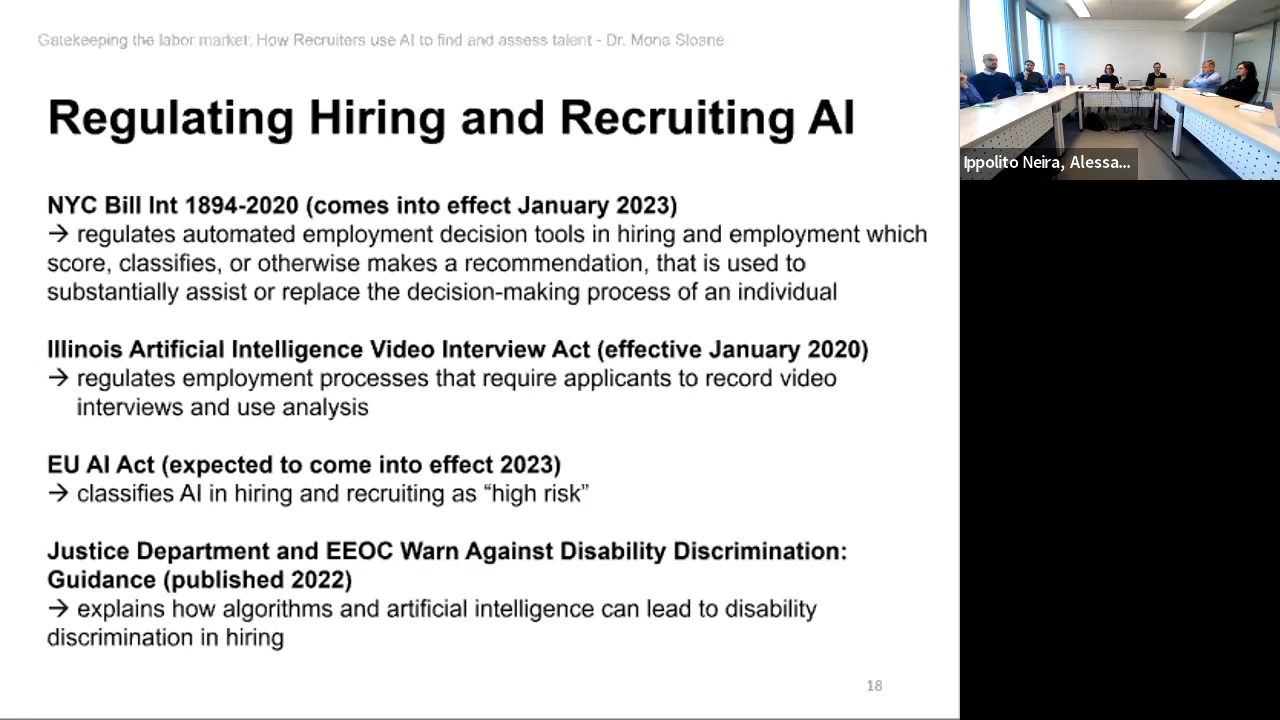 Gatekeeping the labor market: How Recruiters use AI to find and assess talent - Dr. Mona Sloane
Regulating Hiring and Recruiting AI
NYC Bill Int 1894-2020 (comes into effect January 2023)
→ regulates automated employment decision tools in hiring and employment which
score, classifies, or otherwise makes a recommendation, that is used to
substantially assist or replace the decision-making process of an individual
Illinois Artificial Intelligence Video Interview Act (effective January 2020)
→ regulates employment processes that require applicants to record video
interviews and use analysis
EU AI Act (expected to come into effect 2023)
→ classifies AI in hiring and recruiting as “high risk”
Justice Department and EEOC Warn Against Disability Discrimination:
Guidance (published 2022)
→ explains how algorithms and artificial intelligence can lead to disability
discrimination in hiring
18
Ippolito Neira, Alessa...